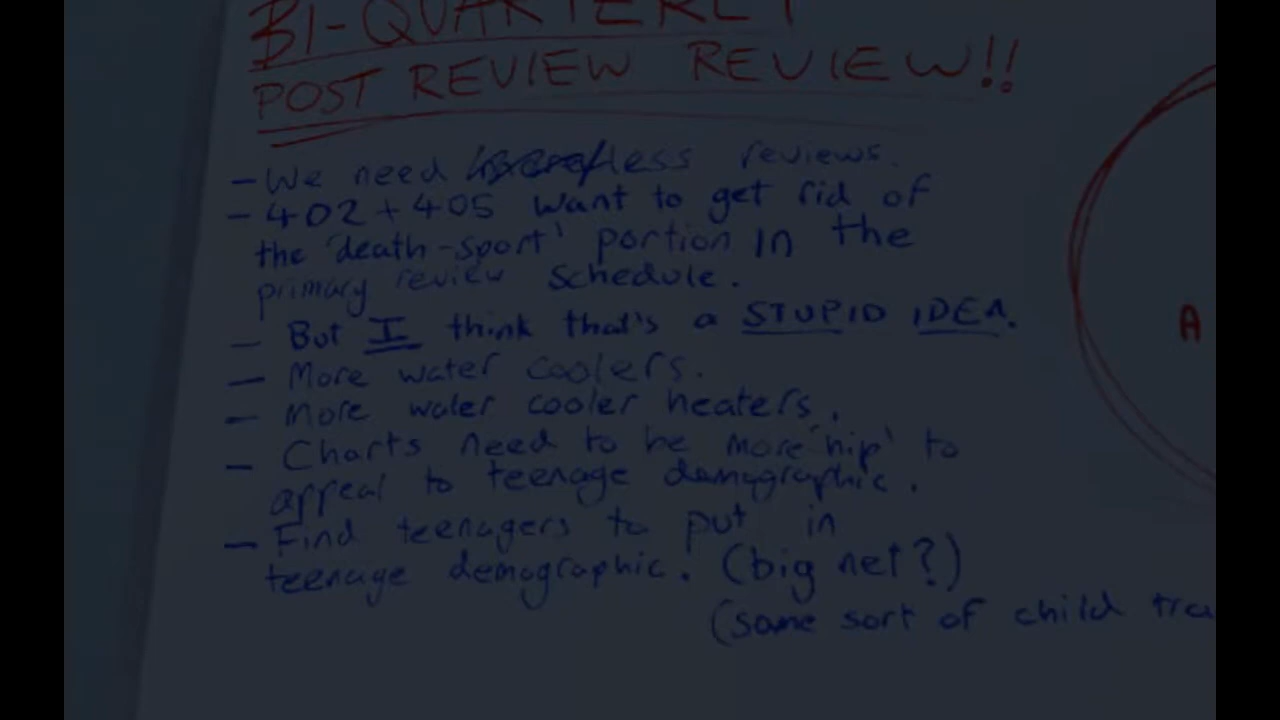 BI-QUARTERLY
POST REVIEW REVIEW!!
- We need less reviews.
- 402 + 405 want to get rid of
the 'death-sport' portion in the
primary review schedule.
- But I think that's a STUPID IDEA.
- More water coolers.
- More water cooler heaters.
- Charts need to be more 'hip' to
appeal to teenage demographic.
- Find teenagers to put in
teenage demographic. (big net?)
(some sort of child
A